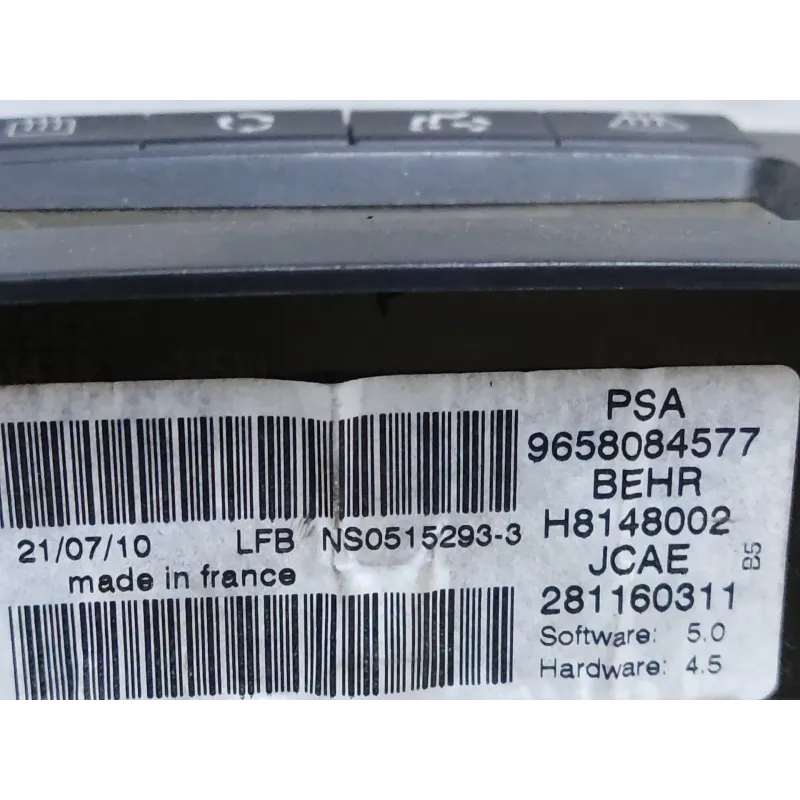 PSA
9658084577
BEHR
H8148002
JCAE
281160311
B5
Software: 5.0
Hardware: 4.5
21/07/10 LFB NS0515293-3
made in france